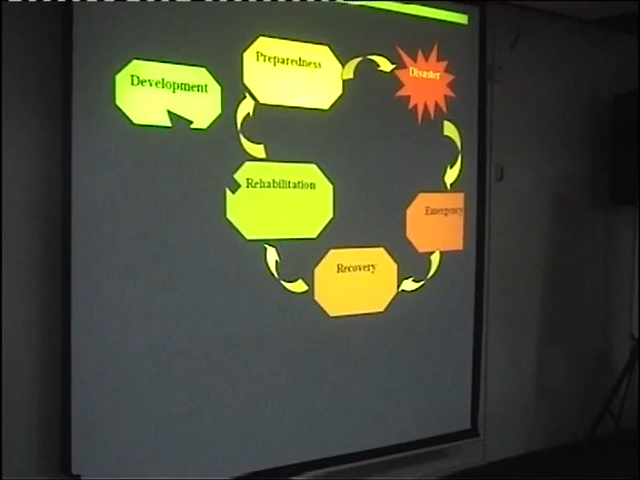 Preparedness
Disaster
Development
Rehabilitation
Emergency
Recovery